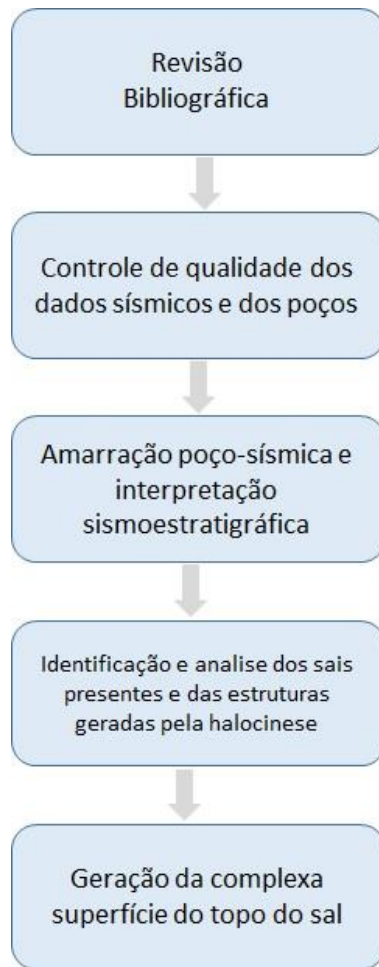 Revisão
Bibliográfica
Controle de qualidade dos
dados sísmicos e dos poços
Amarração poço-sísmica e
interpretação
sismoestratigráfica
Identificação e analise dos sais
presentes e das estruturas
geradas pela halocinese
Geração da complexa
superfície do topo do sal